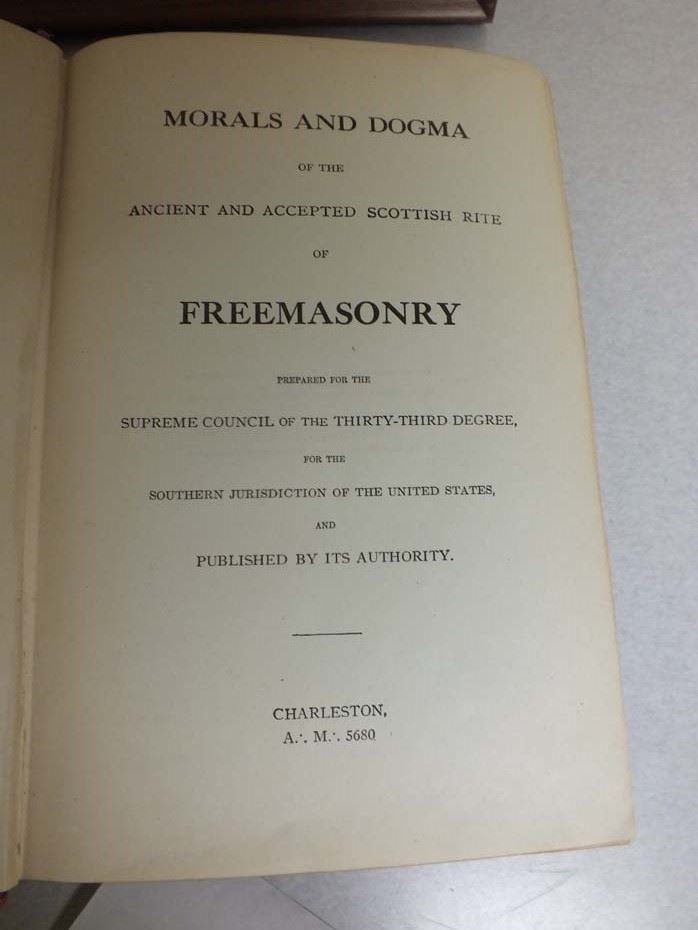 MORALS AND DOGMA
OF THE
ANCIENT AND ACCEPTED SCOTTISH RITE
OF
FREEMASONRY
PREPARED FOR THE
SUPREME COUNCIL OF THE THIRTY-THIRD DEGREE,
FOR THE
SOUTHERN JURISDICTION OF THE UNITED STATES,
AND
PUBLISHED BY ITS AUTHORITY.
CHARLESTON,
A∴ M∴ 5680